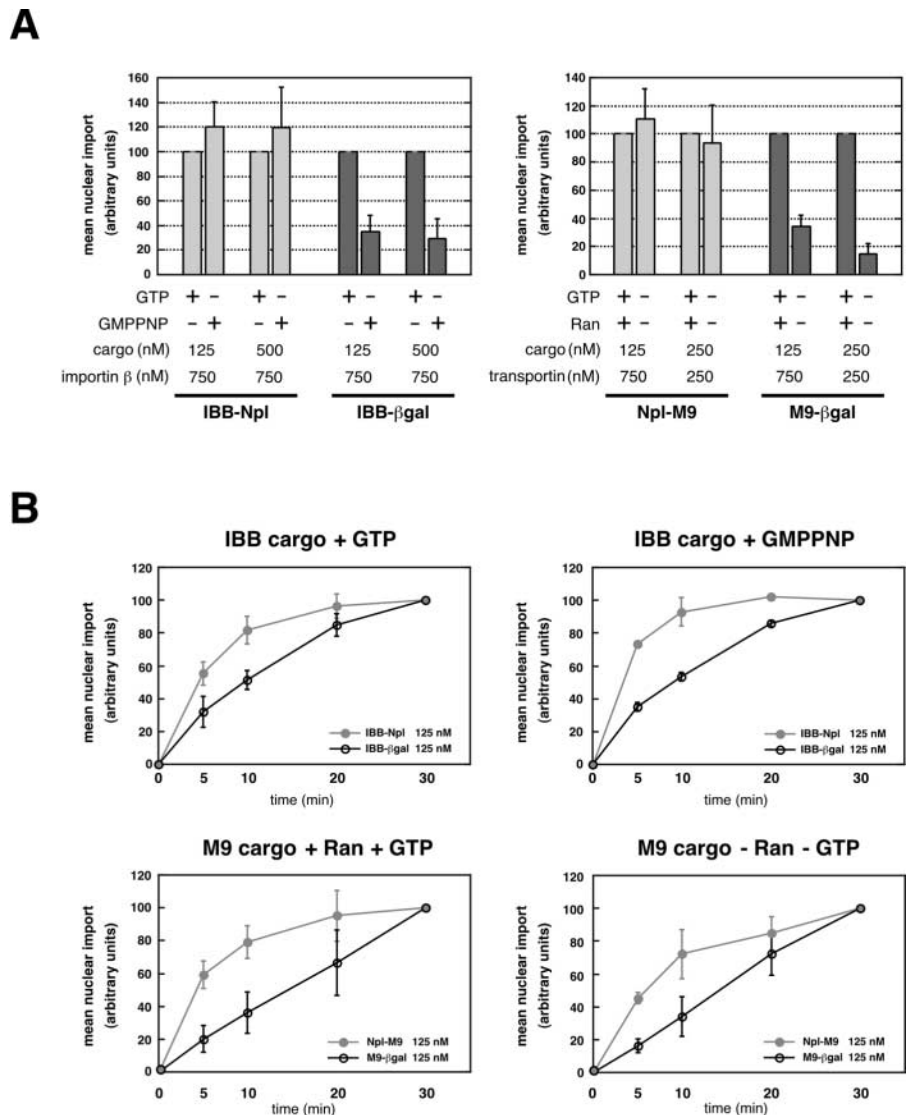 A
mean nuclear import
(arbitrary units)
160
140
120
100
80
60
40
20
0
GTP + – + – + – + –
GMPPNP – + – + – + – +
cargo (nM) 125 500 125 500
importin β (nM) 750 750 750 750
IBB-Npl IBB-βgal
mean nuclear import
(arbitrary units)
140
120
100
80
60
40
20
0
GTP + – + – + – + –
Ran + – + – + – + –
cargo (nM) 125 250 125 250
transportin (nM) 750 250 750 250
Npl-M9 M9-βgal
B
IBB cargo + GTP
mean nuclear import
(arbitrary units)
120
100
80
60
40
20
0
IBB-Npl 125 nM
IBB-βgal 125 nM
0 5 10 20 30
time (min)
IBB cargo + GMPPNP
mean nuclear import
(arbitrary units)
120
100
80
60
40
20
0
IBB-Npl 125 nM
IBB-βgal 125 nM
0 5 10 20 30
time (min)
M9 cargo + Ran + GTP
mean nuclear import
(arbitrary units)
120
100
80
60
40
20
0
Npl-M9 125 nM
M9-βgal 125 nM
0 5 10 20 30
time (min)
M9 cargo - Ran - GTP
mean nuclear import
(arbitrary units)
120
100
80
60
40
20
0
Npl-M9 125 nM
M9-βgal 125 nM
0 5 10 20 30
time (min)